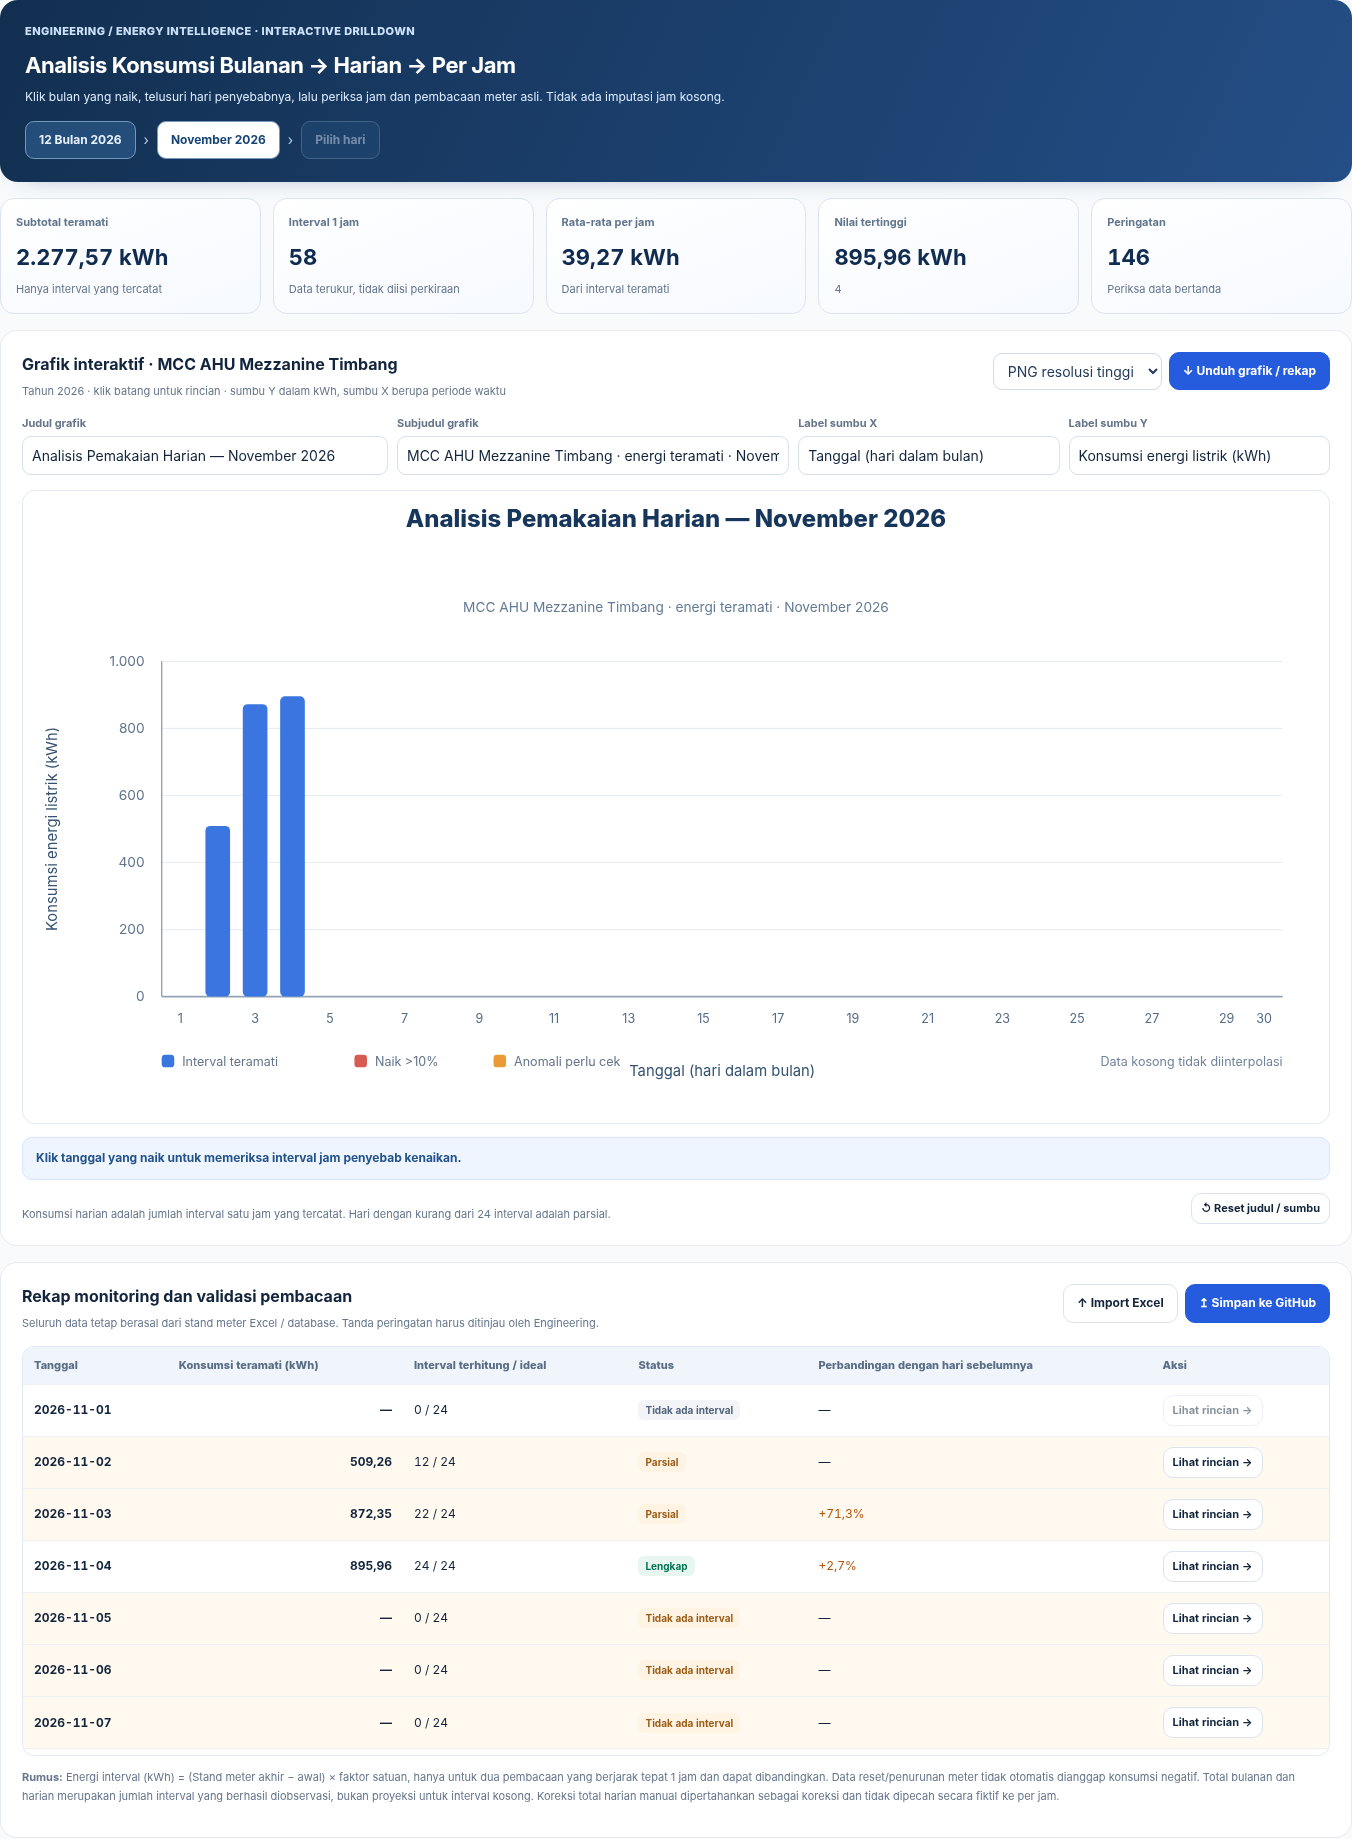 ENGINEERING / ENERGY INTELLIGENCE · INTERACTIVE DRILLDOWN
Analisis Konsumsi Bulanan → Harian → Per Jam
Klik bulan yang naik, telusuri hari penyebabnya, lalu periksa jam dan pembacaan meter asli. Tidak ada imputasi jam kosong.
12 Bulan 2026 › November 2026 › Pilih hari
Subtotal teramati
2.277,57 kWh
Hanya interval yang tercatat
Interval 1 jam
58
Data terukur, tidak diisi perkiraan
Rata-rata per jam
39,27 kWh
Dari interval teramati
Nilai tertinggi
895,96 kWh
4
Peringatan
146
Periksa data bertanda
Grafik interaktif · MCC AHU Mezzanine Timbang
Tahun 2026 · klik batang untuk rincian · sumbu Y dalam kWh, sumbu X berupa periode waktu
PNG resolusi tinggi
↓ Unduh grafik / rekap
Judul grafik
Analisis Pemakaian Harian — November 2026
Subjudul grafik
MCC AHU Mezzanine Timbang · energi teramati · Novem
Label sumbu X
Tanggal (hari dalam bulan)
Label sumbu Y
Konsumsi energi listrik (kWh)
Analisis Pemakaian Harian — November 2026
MCC AHU Mezzanine Timbang · energi teramati · November 2026
Konsumsi energi listrik (kWh)
1.000
800
600
400
200
0
1 3 5 7 9 11 13 15 17 19 21 23 25 27 29 30
Interval teramati Naik >10% Anomali perlu cek
Tanggal (hari dalam bulan)
Data kosong tidak diinterpolasi
Klik tanggal yang naik untuk memeriksa interval jam penyebab kenaikan.
Konsumsi harian adalah jumlah interval satu jam yang tercatat. Hari dengan kurang dari 24 interval adalah parsial.
↺ Reset judul / sumbu
Rekap monitoring dan validasi pembacaan
Seluruh data tetap berasal dari stand meter Excel / database. Tanda peringatan harus ditinjau oleh Engineering.
↑ Import Excel
↥ Simpan ke GitHub
Tanggal Konsumsi teramati (kWh) Interval terhitung / ideal Status Perbandingan dengan hari sebelumnya Aksi
2026-11-01 — 0 / 24 Tidak ada interval — Lihat rincian →
2026-11-02 509,26 12 / 24 Parsial — Lihat rincian →
2026-11-03 872,35 22 / 24 Parsial +71,3% Lihat rincian →
2026-11-04 895,96 24 / 24 Lengkap +2,7% Lihat rincian →
2026-11-05 — 0 / 24 Tidak ada interval — Lihat rincian →
2026-11-06 — 0 / 24 Tidak ada interval — Lihat rincian →
2026-11-07 — 0 / 24 Tidak ada interval — Lihat rincian →
Rumus: Energi interval (kWh) = (Stand meter akhir − awal) × faktor satuan, hanya untuk dua pembacaan yang berjarak tepat 1 jam dan dapat dibandingkan. Data reset/penurunan meter tidak otomatis dianggap konsumsi negatif. Total bulanan dan
harian merupakan jumlah interval yang berhasil diobservasi, bukan proyeksi untuk interval kosong. Koreksi total harian manual dipertahankan sebagai koreksi dan tidak dipecah secara fiktif ke per jam.